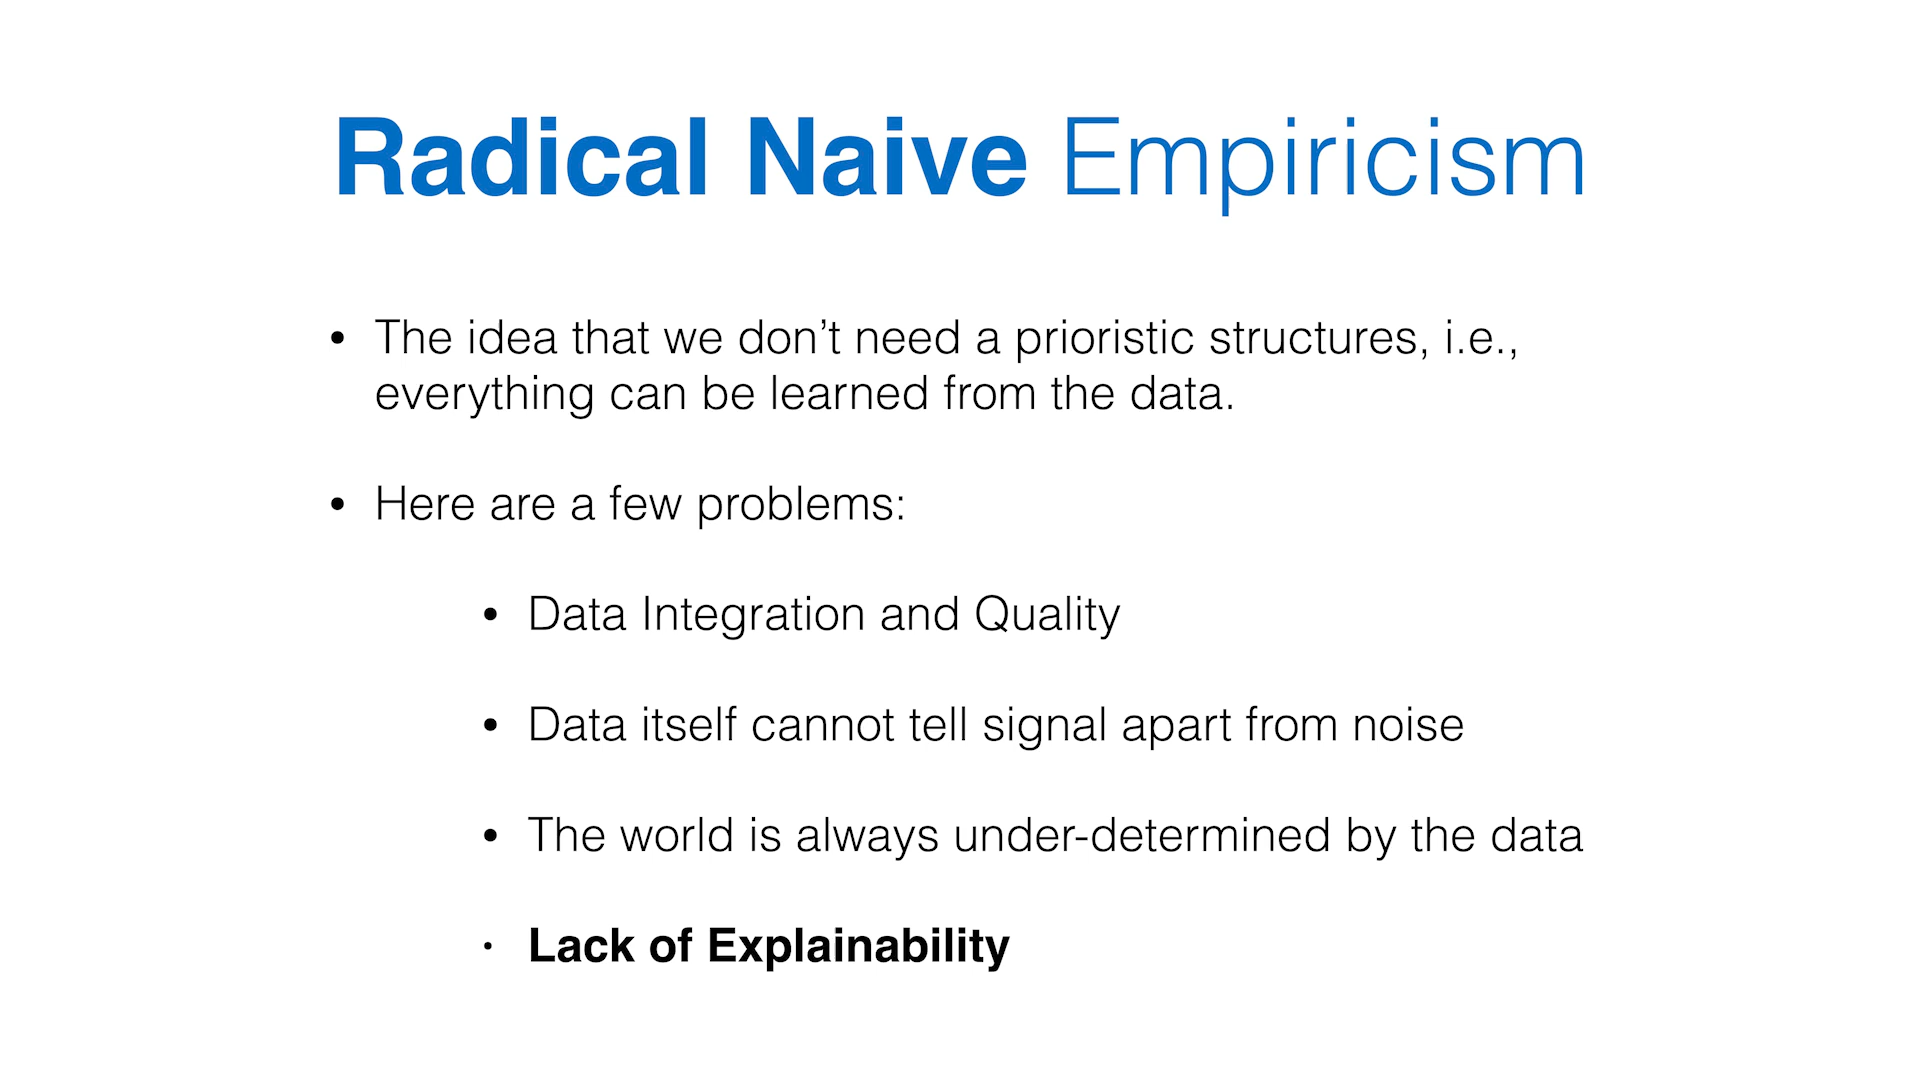 Radical Naive Empiricism
• The idea that we don’t need a prioristic structures, i.e.,
everything can be learned from the data.
• Here are a few problems:
• Data Integration and Quality
• Data itself cannot tell signal apart from noise
• The world is always under-determined by the data
• Lack of Explainability